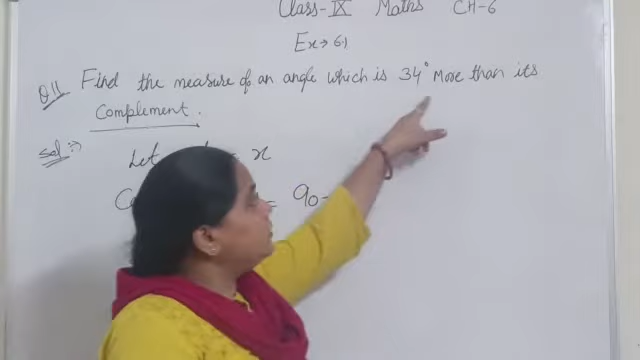 Class-IX Maths CH-6
Ex → 6.1
Q11. Find the measure of an angle which is 34° More than its
Complement.
Sol :→
Let = x
= 90-